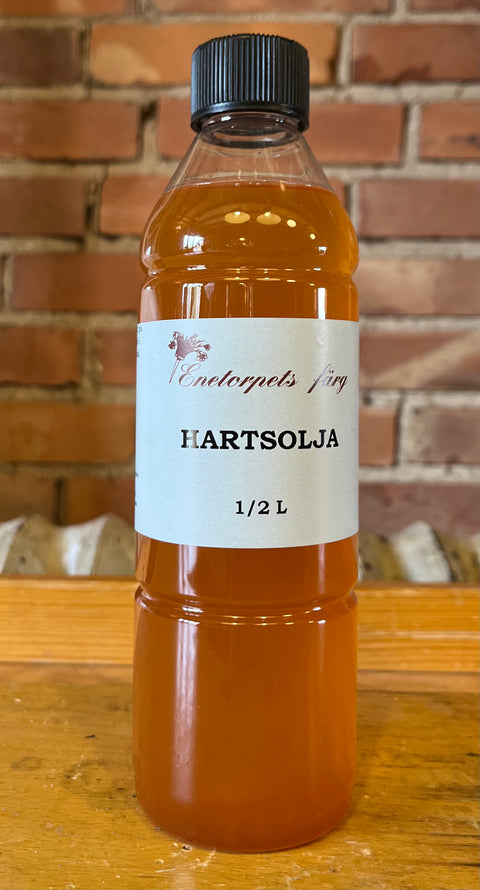 Enetorpets färg
HARTSOLJA
1/2 L